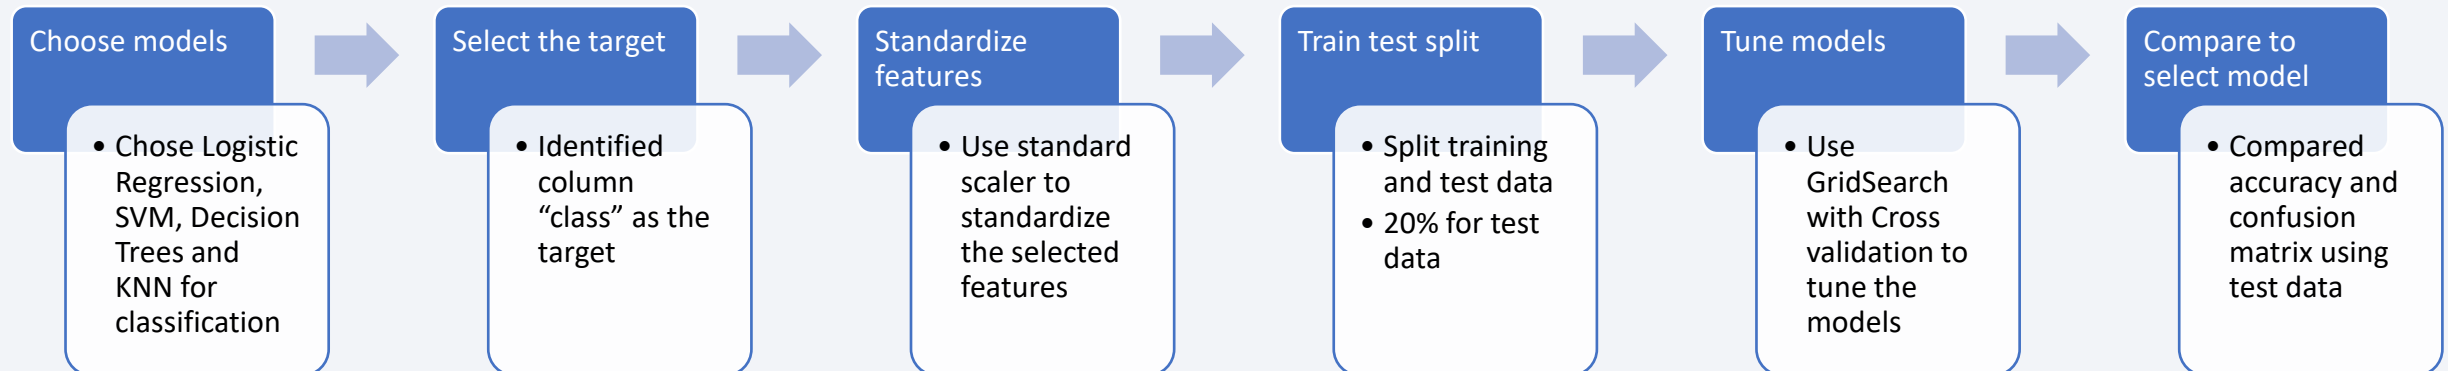 Choose models
• Chose Logistic
Regression,
SVM, Decision
Trees and
KNN for
classification
Select the target
• Identified
column
“class” as the
target
Standardize
features
• Use standard
scaler to
standardize
the selected
features
Train test split
• Split training
and test data
• 20% for test
data
Tune models
• Use
GridSearch
with Cross
validation to
tune the
models
Compare to
select model
• Compared
accuracy and
confusion
matrix using
test data